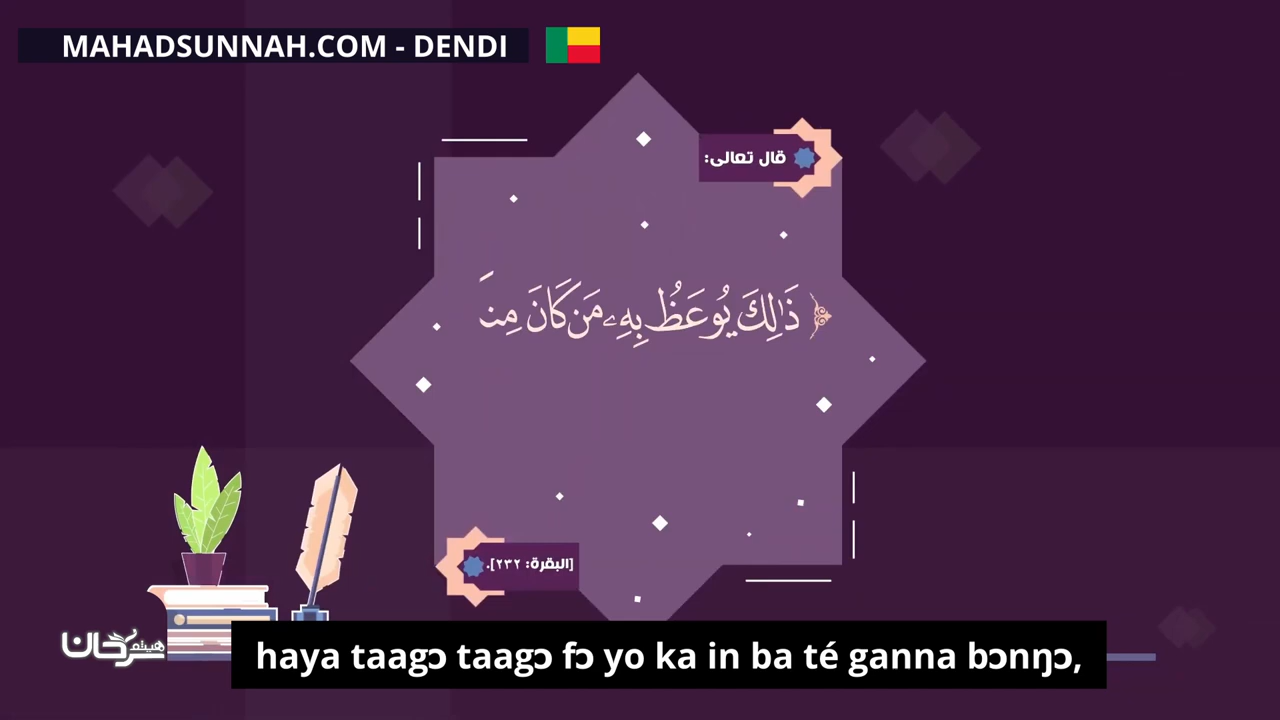 MAHADSUNNAH.COM - DENDI
قال تعالى:
﴿ ذَٰلِكَ يُوعَظُ بِهِۦ مَن كَانَ مِنـَ
[البقرة: ٢٣٢].
هيثم سرحان
haya taagɔ taagɔ fɔ yo ka in ba té ganna bɔnŋɔ,